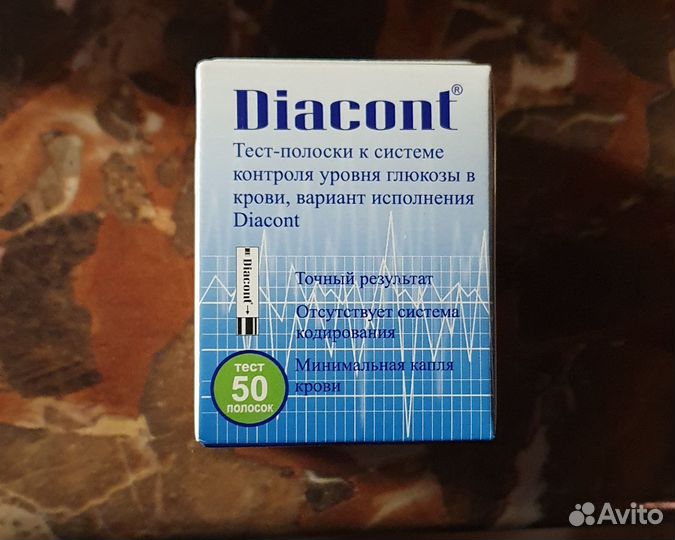 Diacont®
Тест-полоски к системе
контроля уровня глюкозы в
крови, вариант исполнения
Diacont
Diacont
Точный результат
Отсутствует система
кодирования
Минимальная капля
крови
тест
50
полосок
Avito